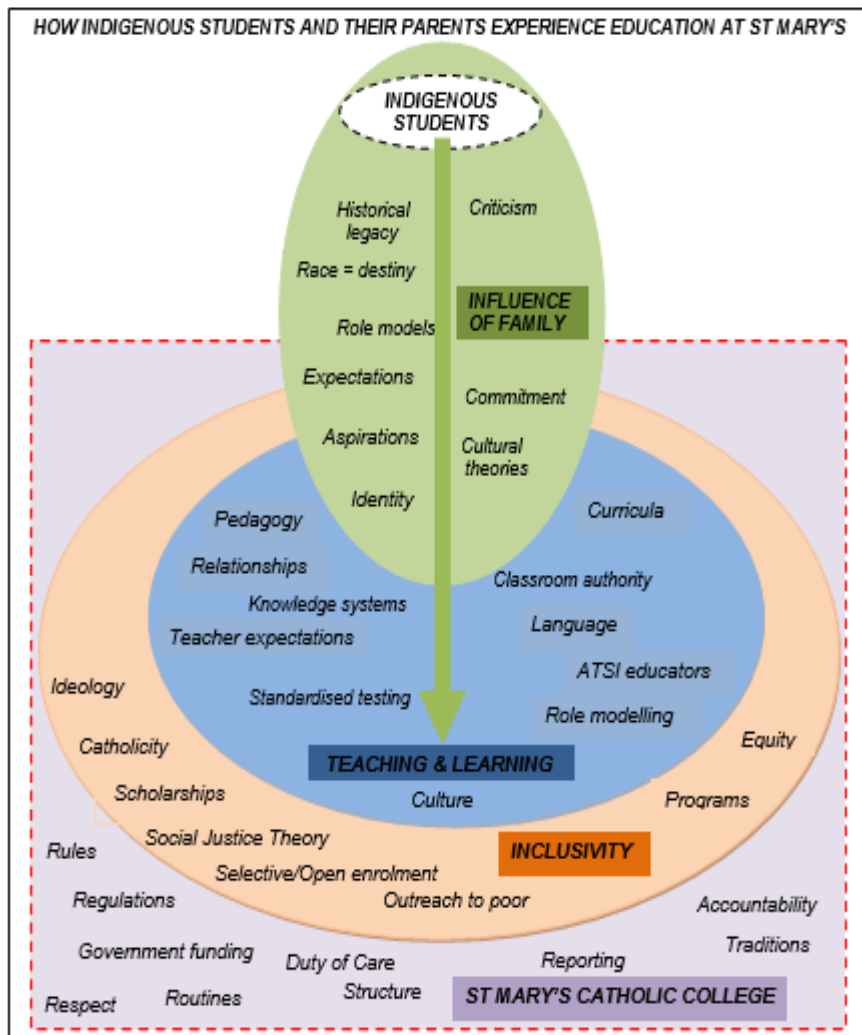 HOW INDIGENOUS STUDENTS AND THEIR PARENTS EXPERIENCE EDUCATION AT ST MARY'S
INDIGENOUS
STUDENTS
Historical
legacy
Criticism
Race = destiny
INFLUENCE
OF FAMILY
Role models
Expectations
Commitment
Aspirations
Cultural
theories
Identity
Pedagogy
Curricula
Relationships
Classroom authority
Knowledge systems
Teacher expectations
Language
ATSI educators
Standardised testing
Role modelling
Ideology
Catholicity
Equity
TEACHING & LEARNING
Scholarships
Culture
Programs
Social Justice Theory
Rules
INCLUSIVITY
Selective/Open enrolment
Regulations
Outreach to poor
Accountability
Government funding
Traditions
Duty of Care
Reporting
Respect
Routines
Structure
ST MARY'S CATHOLIC COLLEGE